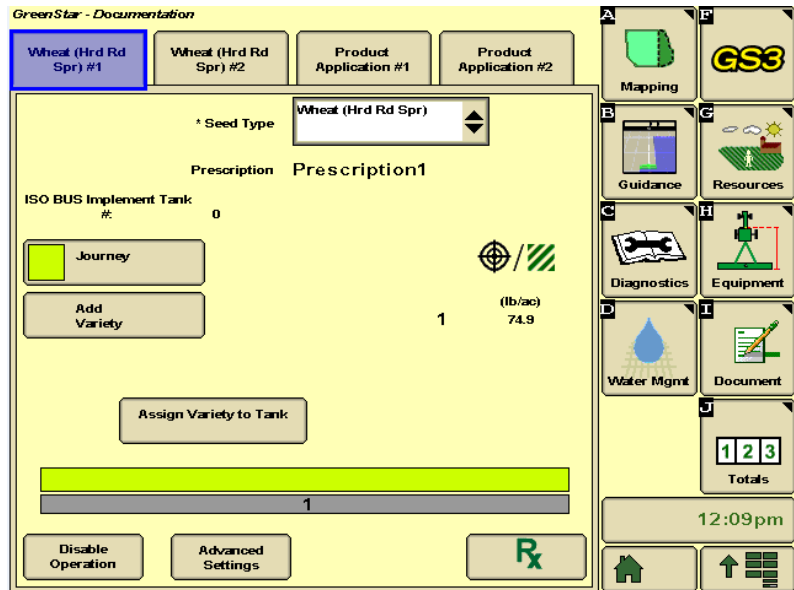 GreenStar - Documentation
Wheat (Hrd Rd
Spr) #1
Wheat (Hrd Rd
Spr) #2
Product
Application #1
Product
Application #2
* Seed Type
Wheat (Hrd Rd Spr)
Prescription
Prescription1
ISO BUS Implement Tank
#:
0
Journey
Add
Variety
(lb/ac)
1
74.9
Assign Variety to Tank
1
Disable
Operation
Advanced
Settings
Rx
A
Mapping
F
GS3
B
Guidance
G
Resources
C
Diagnostics
H
Equipment
D
Water Mgmt
I
Document
J
1 2 3
Totals
12:09pm